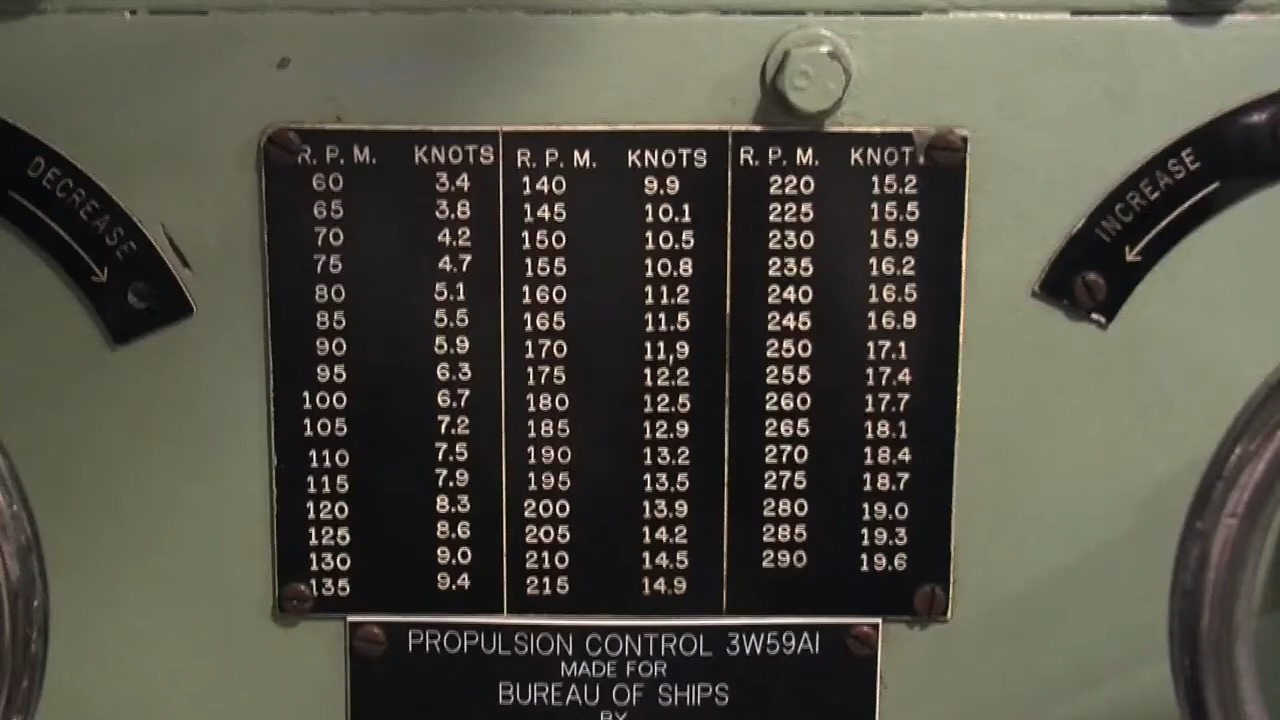 DECREASE
R. P. M. KNOTS R. P. M. KNOTS R. P. M. KNOT
60 3.4 140 9.9 220 15.2
65 3.8 145 10.1 225 15.5
70 4.2 150 10.5 230 15.9
75 4.7 155 10.8 235 16.2
80 5.1 160 11.2 240 16.5
85 5.5 165 11.5 245 16.8
90 5.9 170 11,9 250 17.1
95 6.3 175 12.2 255 17.4
100 6.7 180 12.5 260 17.7
105 7.2 185 12.9 265 18.1
110 7.5 190 13.2 270 18.4
115 7.9 195 13.5 275 18.7
120 8.3 200 13.9 280 19.0
125 8.6 205 14.2 285 19.3
130 9.0 210 14.5 290 19.6
135 9.4 215 14.9
INCREASE
PROPULSION CONTROL 3W59A1
MADE FOR
BUREAU OF SHIPS
BY